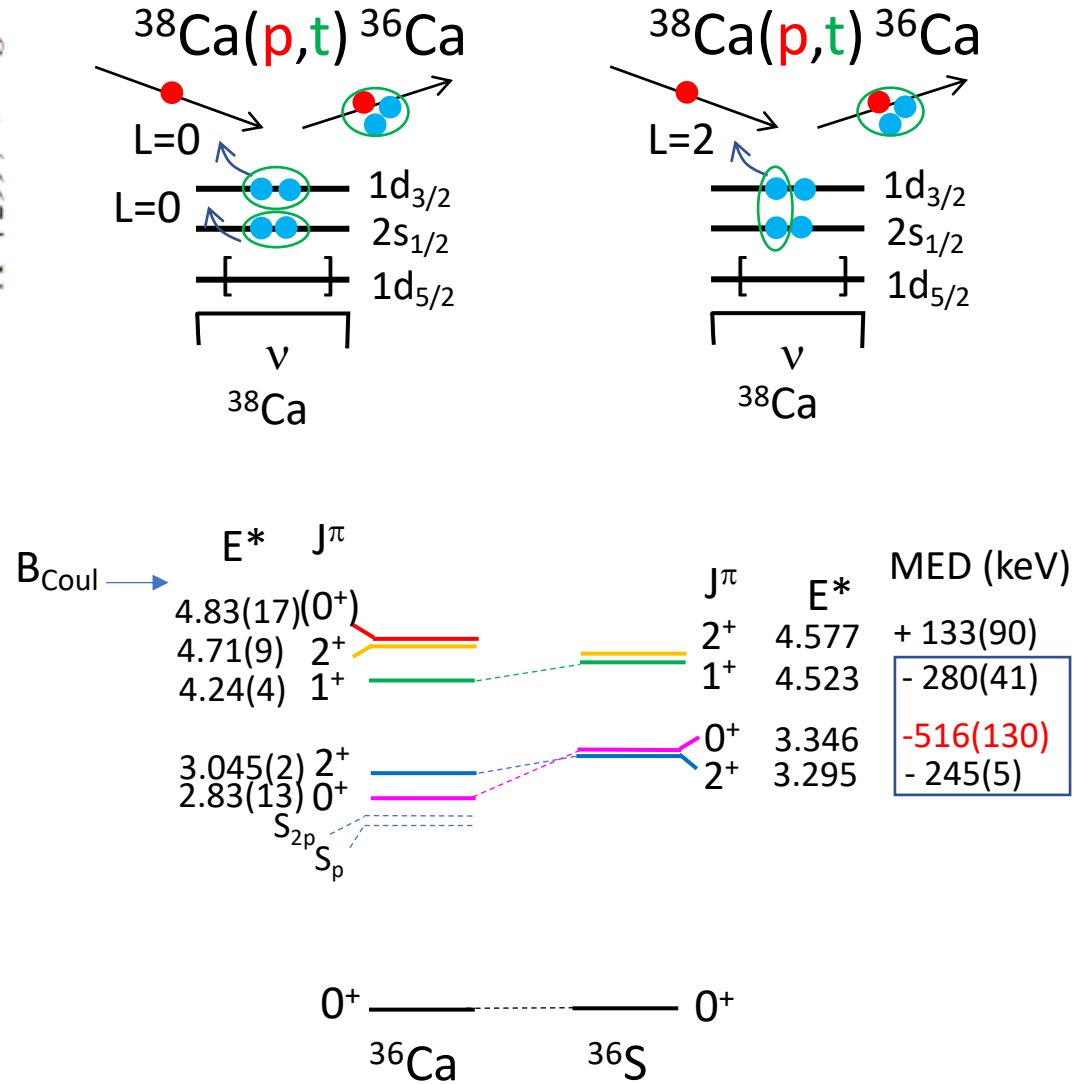 ³⁸Ca(p,t) ³⁶Ca
L=0
1d₃/₂
L=0
2s₁/₂
[ ]
1d₅/₂
ν
³⁸Ca
³⁸Ca(p,t) ³⁶Ca
L=2
1d₃/₂
2s₁/₂
[ ]
1d₅/₂
ν
³⁸Ca
B_Coul
E* J^π
4.83(17) (0⁺)
4.71(9) 2⁺
4.24(4) 1⁺
3.045(2) 2⁺
2.83(13) 0⁺
S₂ₚ
Sₚ
0⁺
³⁶Ca
J^π E* MED (keV)
2⁺ 4.577 + 133(90)
1⁺ 4.523 - 280(41)
0⁺ 3.346 -516(130)
2⁺ 3.295 - 245(5)
0⁺
³⁶S